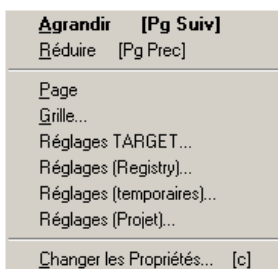 Agrandir [Pg Suiv]
Réduire [Pg Prec]
Page
Grille...
Réglages TARGET...
Réglages (Registry)...
Réglages (temporaires)...
Réglages (Projet)...
Changer les Propriétés... [c]